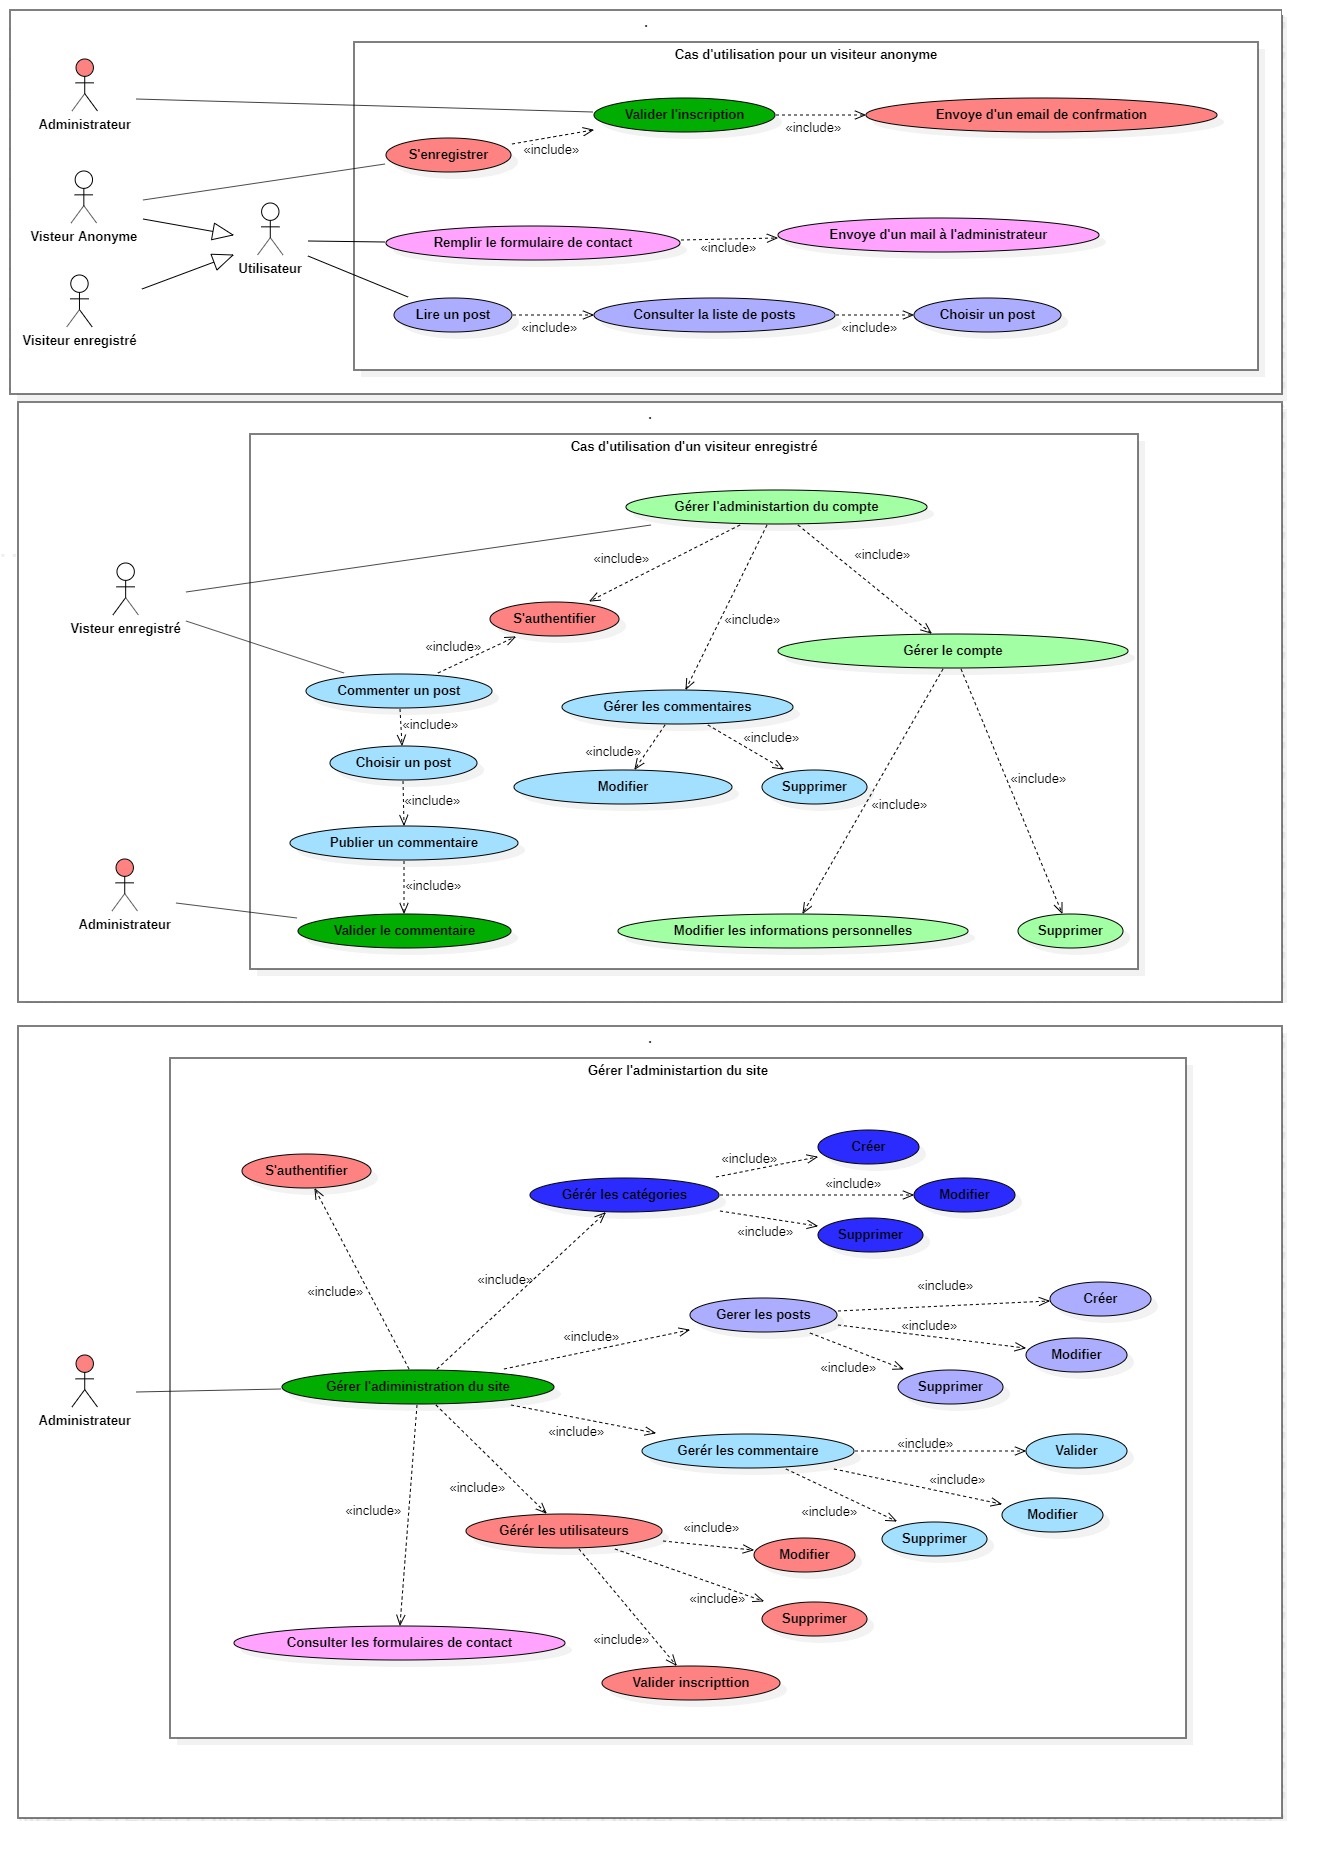 .
Cas d'utilisation pour un visiteur anonyme
Administrateur
Valider l'inscription
«include»
Envoye d'un email de confrmation
S'enregistrer
«include»
Visteur Anonyme
Utilisateur
Remplir le formulaire de contact
«include»
Envoye d'un mail à l'administrateur
Visiteur enregistré
Lire un post
«include»
Consulter la liste de posts
«include»
Choisir un post
.
Cas d'utilisation d'un visiteur enregistré
Gérer l'administartion du compte
«include»
«include»
«include»
Visteur enregistré
S'authentifier
«include»
Gérer le compte
Commenter un post
Gérer les commentaires
«include»
«include»
«include»
Choisir un post
Modifier
Supprimer
«include»
«include»
«include»
Publier un commentaire
«include»
Administrateur
Valider le commentaire
Modifier les informations personnelles
Supprimer
.
Gérer l'administartion du site
Créer
«include»
S'authentifier
Gérér les catégories
«include»
Modifier
«include»
Supprimer
«include»
«include»
«include»
Créer
Gerer les posts
«include»
«include»
Modifier
«include»
Supprimer
Administrateur
Gérer l'adiministration du site
«include»
Gerér les commentaire
«include»
Valider
«include»
«include»
«include»
«include»
Modifier
Gérér les utilisateurs
«include»
Supprimer
Modifier
«include»
Supprimer
«include»
Consulter les formulaires de contact
Valider inscripttion